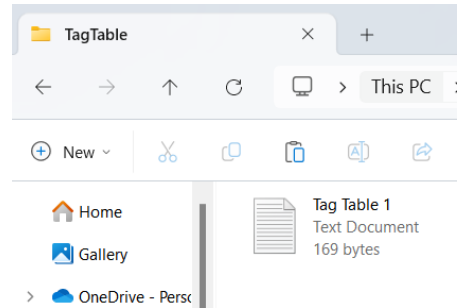 TagTable
This PC
New
Home
Gallery
OneDrive - Perso
Tag Table 1
Text Document
169 bytes